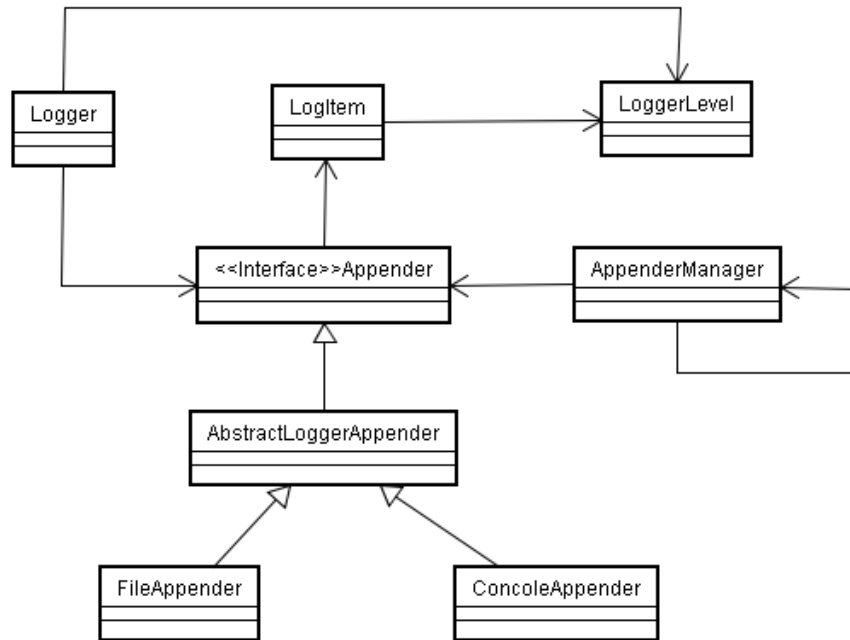 Logger
LogItem
LoggerLevel
<<Interface>>Appender
AppenderManager
AbstractLoggerAppender
FileAppender
ConcoleAppender